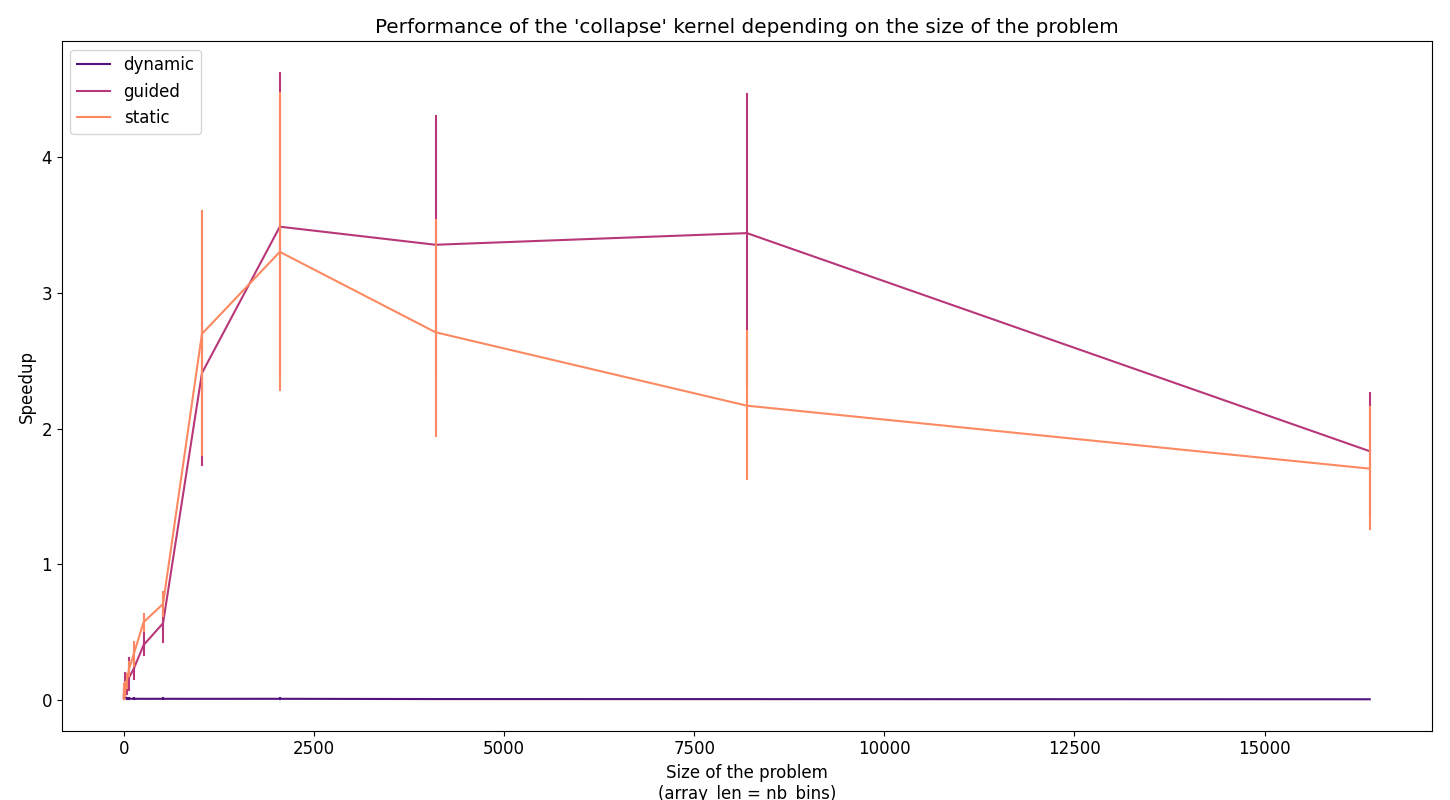 Performance of the 'collapse' kernel depending on the size of the problem
dynamic
guided
static
4
3
2
1
0
Speedup
0 2500 5000 7500 10000 12500 15000
Size of the problem
(array_len = nb_bins)